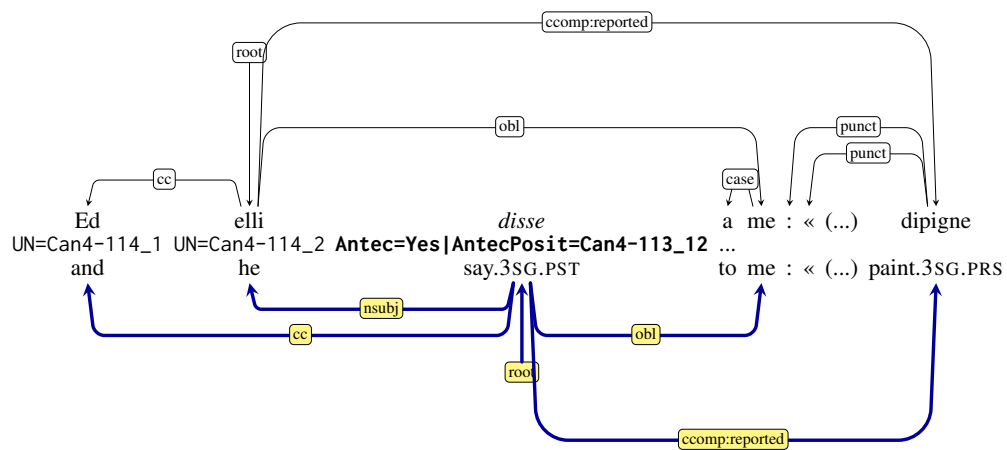 ccomp:reported
root
obl
punct
punct
cc
case
Ed elli disse a me : « (...) dipigne
UN=Can4-114_1 UN=Can4-114_2 Antec=Yes|AntecPosit=Can4-113_12 ...
and he say.3SG.PST to me : « (...) paint.3SG.PRS
nsubj
cc
obl
root
ccomp:reported